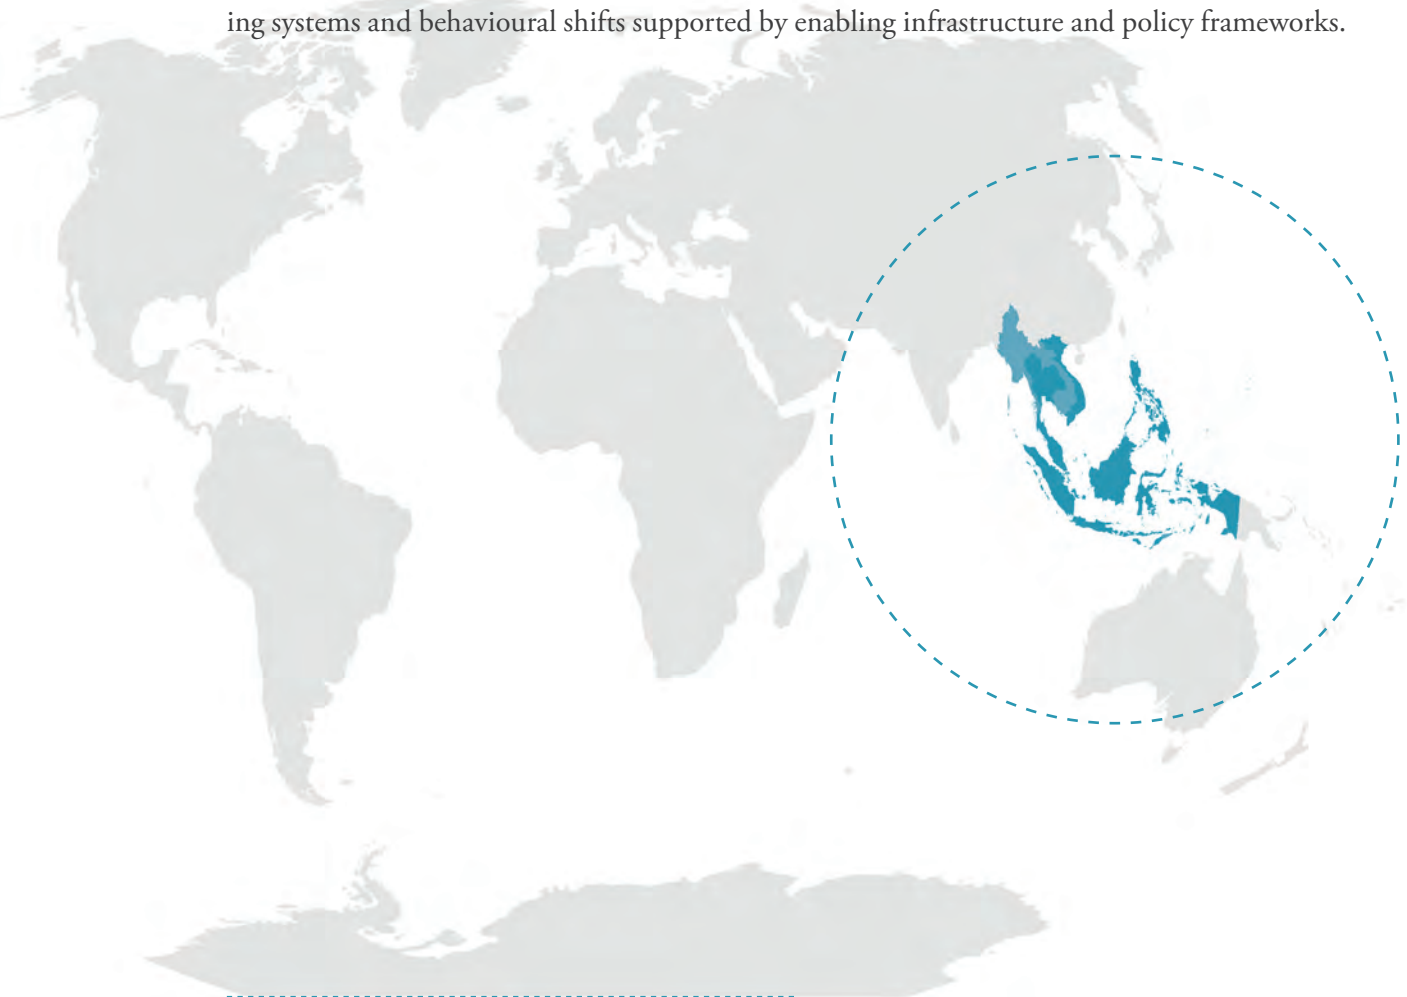 ing systems and behavioural shifts supported by enabling infrastructure and policy frameworks.